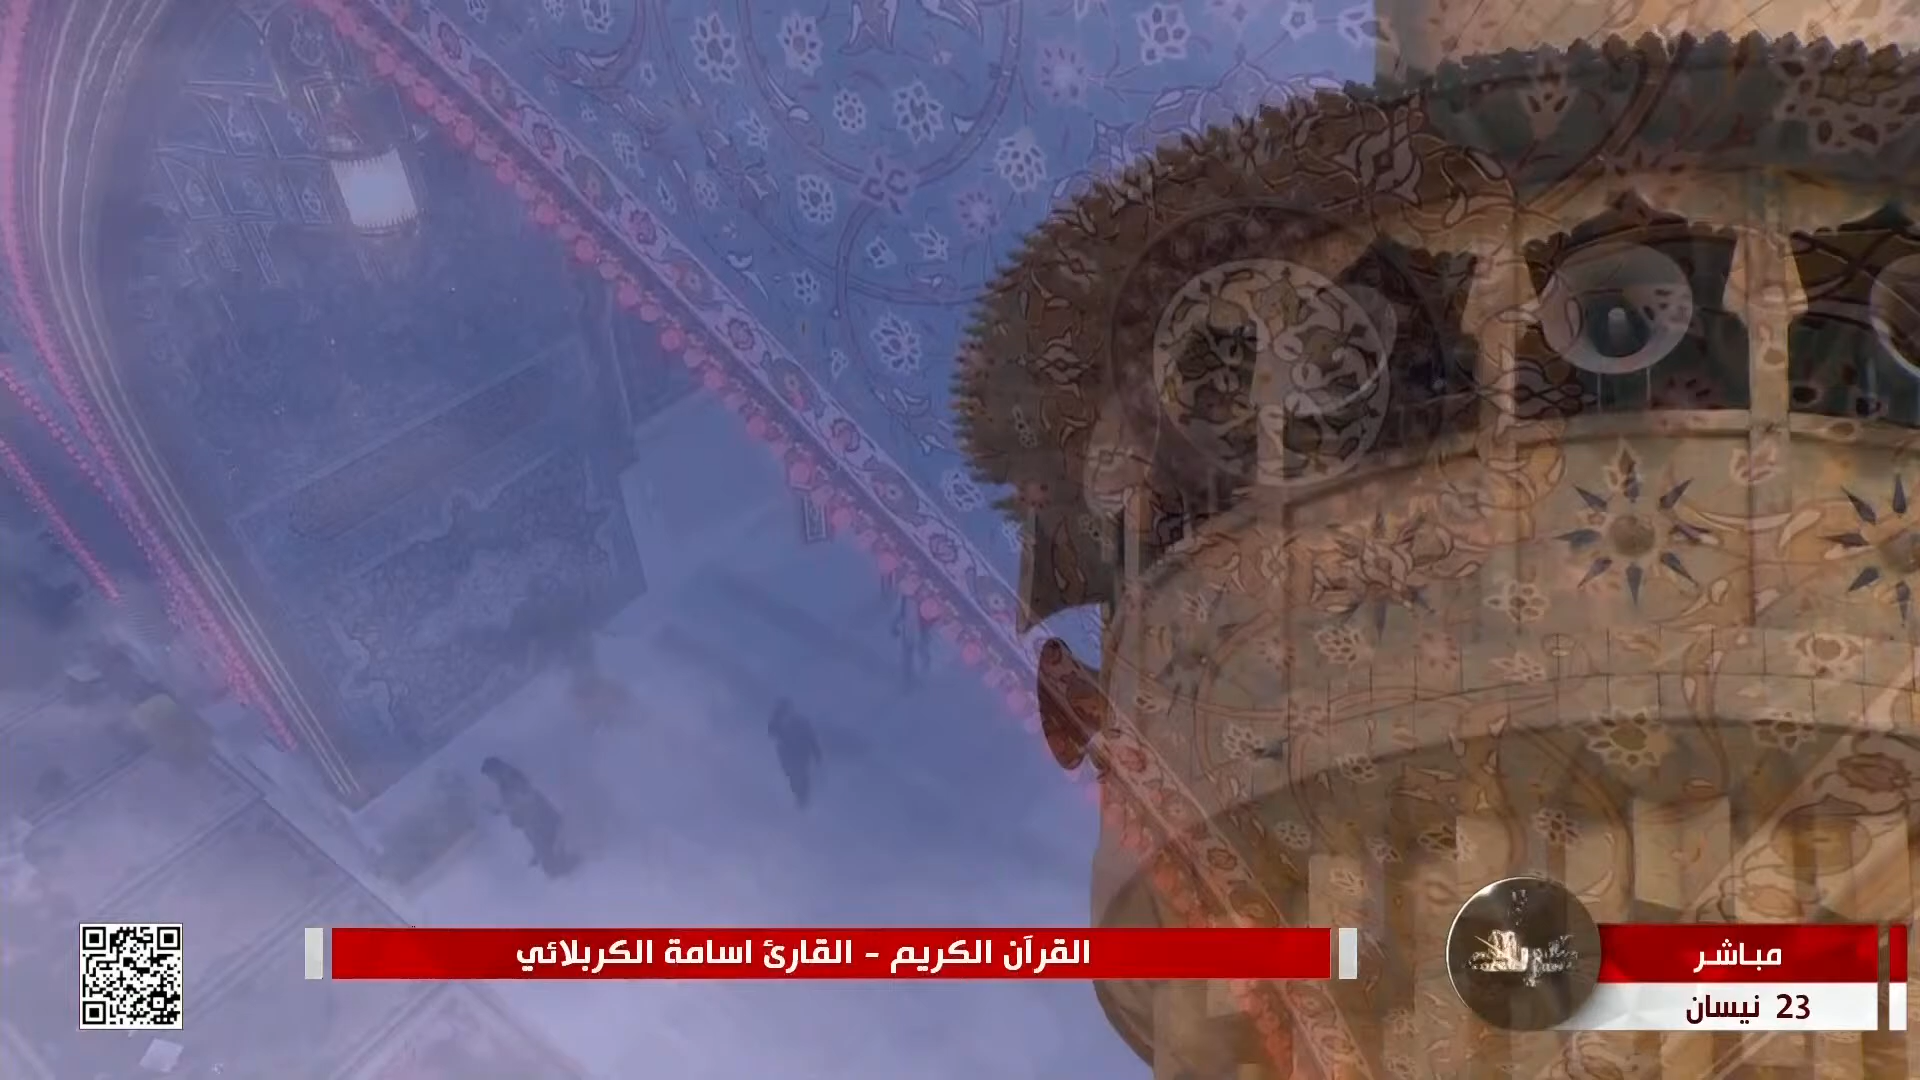 القرآن الكريم - القارئ اسامة الكربلائي
مباشر
23 نيسان